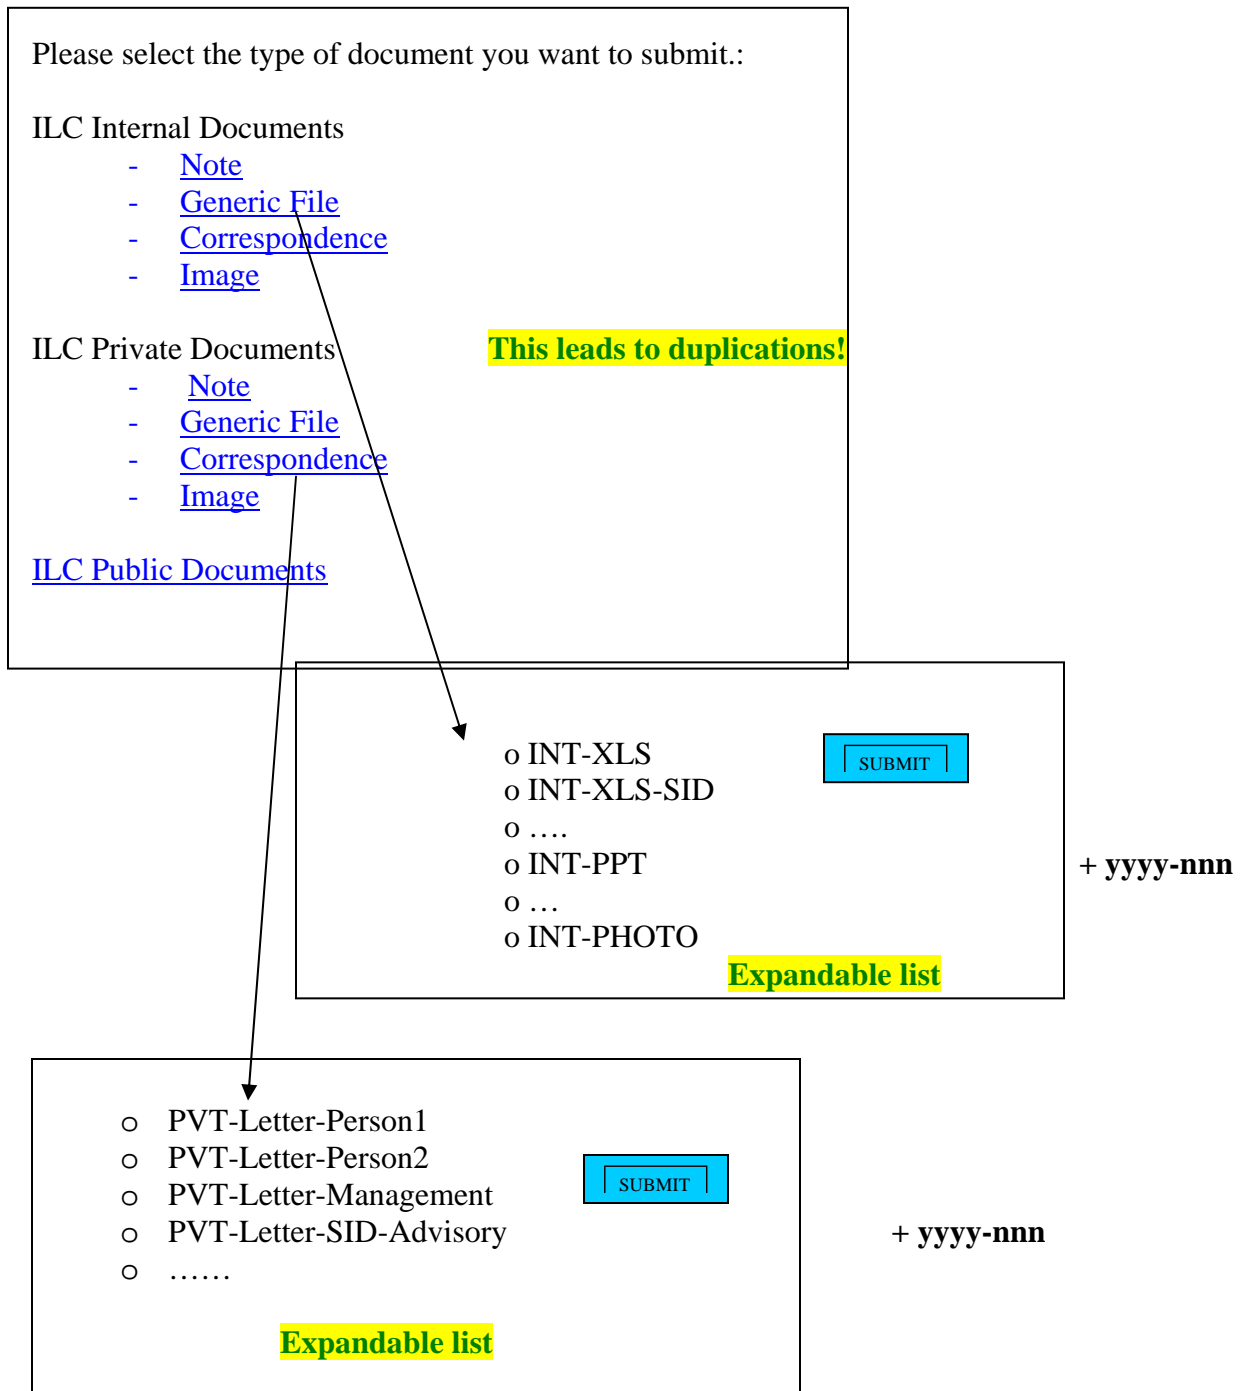 Please select the type of document you want to submit.:
ILC Internal Documents
- Note
- Generic File
- Correspondence
- Image
ILC Private Documents This leads to duplications!
- Note
- Generic File
- Correspondence
- Image
ILC Public Documents
o INT-XLS SUBMIT
o INT-XLS-SID
o ….
o INT-PPT + yyyy-nnn
o …
o INT-PHOTO
Expandable list
o PVT-Letter-Person1
o PVT-Letter-Person2
o PVT-Letter-Management SUBMIT
o PVT-Letter-SID-Advisory + yyyy-nnn
o ……
Expandable list